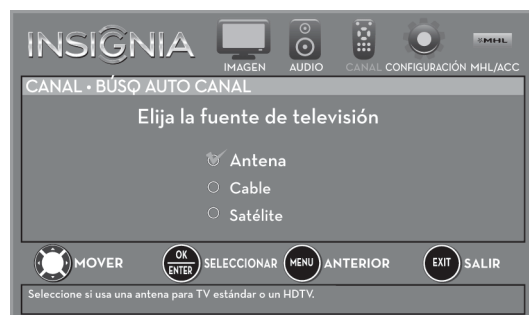 INSIGNIA
IMAGEN AUDIO CANAL CONFIGURACIÓN MHL/ACC
MHL
CANAL • BÚSQ AUTO CANAL
Elija la fuente de televisión
Antena
Cable
Satélite
MOVER OK ENTER SELECCIONAR MENU ANTERIOR EXIT SALIR
Seleccione si usa una antena para TV estándar o un HDTV.